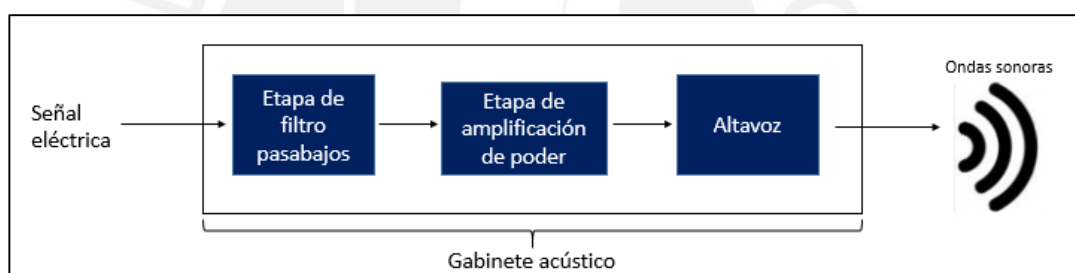 Señal
eléctrica
Etapa de
filtro
pasabajos
Etapa de
amplificación
de poder
Altavoz
Ondas sonoras
Gabinete acústico